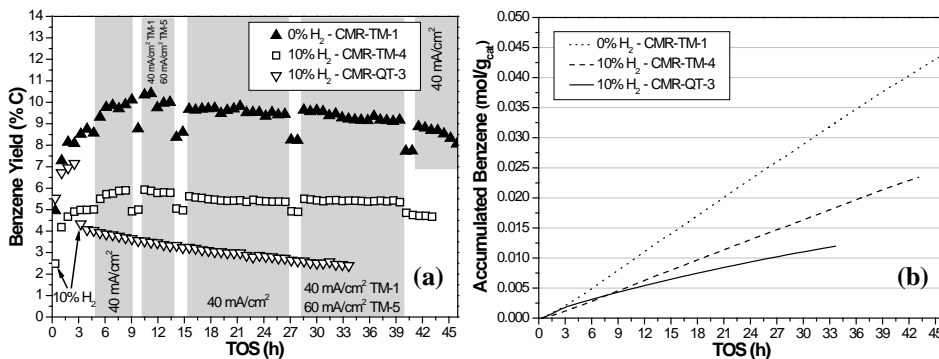 0% H2 - CMR-TM-1
10% H2 - CMR-TM-4
10% H2 - CMR-QT-3
40 mA/cm² TM-1
60 mA/cm² TM-5
40 mA/cm²
Benzene Yield (% C)
14
13
12
11
10
9
8
7
6
5
4
3
2
1
0
10% H2
40 mA/cm²
40 mA/cm²
40 mA/cm² TM-1
60 mA/cm² TM-5
(a)
0 3 6 9 12 15 18 21 24 27 30 33 36 39 42 45
TOS (h)
0% H2 - CMR-TM-1
10% H2 - CMR-TM-4
10% H2 - CMR-QT-3
Accumulated Benzene (mol/gcat)
0.050
0.045
0.040
0.035
0.030
0.025
0.020
0.015
0.010
0.005
0.000
(b)
0 3 6 9 12 15 18 21 24 27 30 33 36 39 42 45
TOS (h)